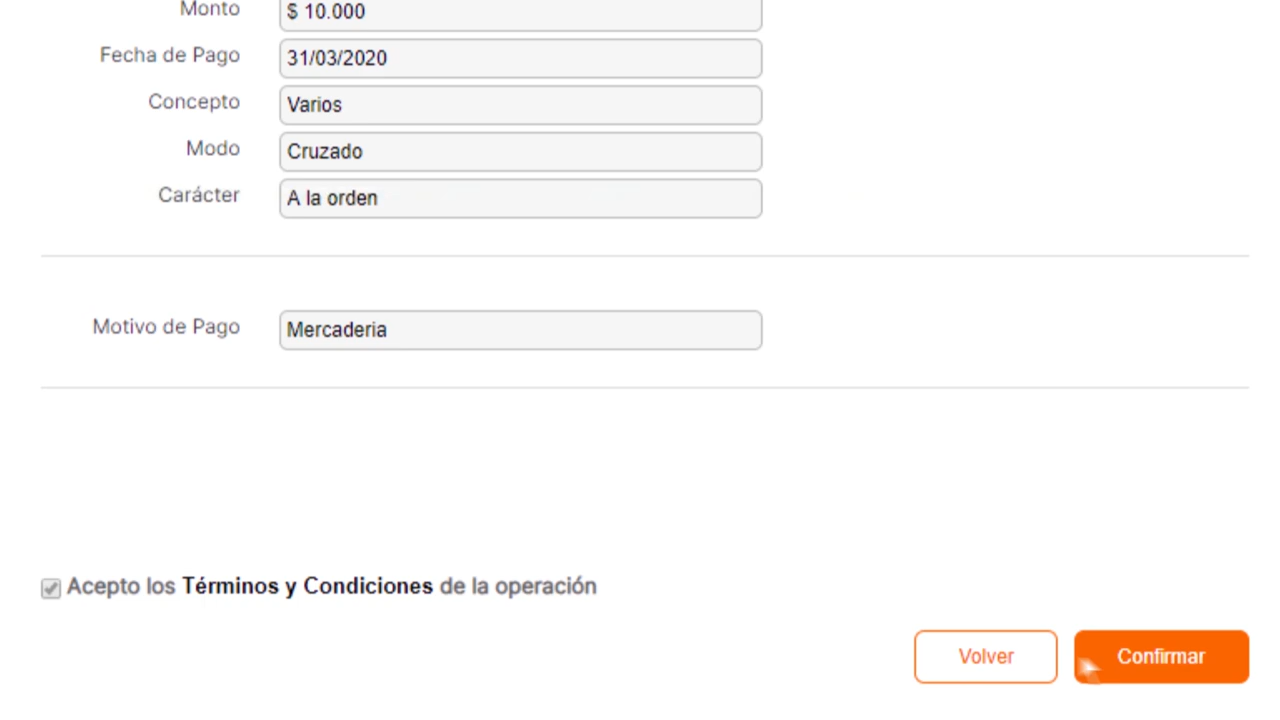 Monto $ 10.000
Fecha de Pago 31/03/2020
Concepto Varios
Modo Cruzado
Carácter A la orden
Motivo de Pago Mercaderia
Acepto los Términos y Condiciones de la operación
Volver Confirmar